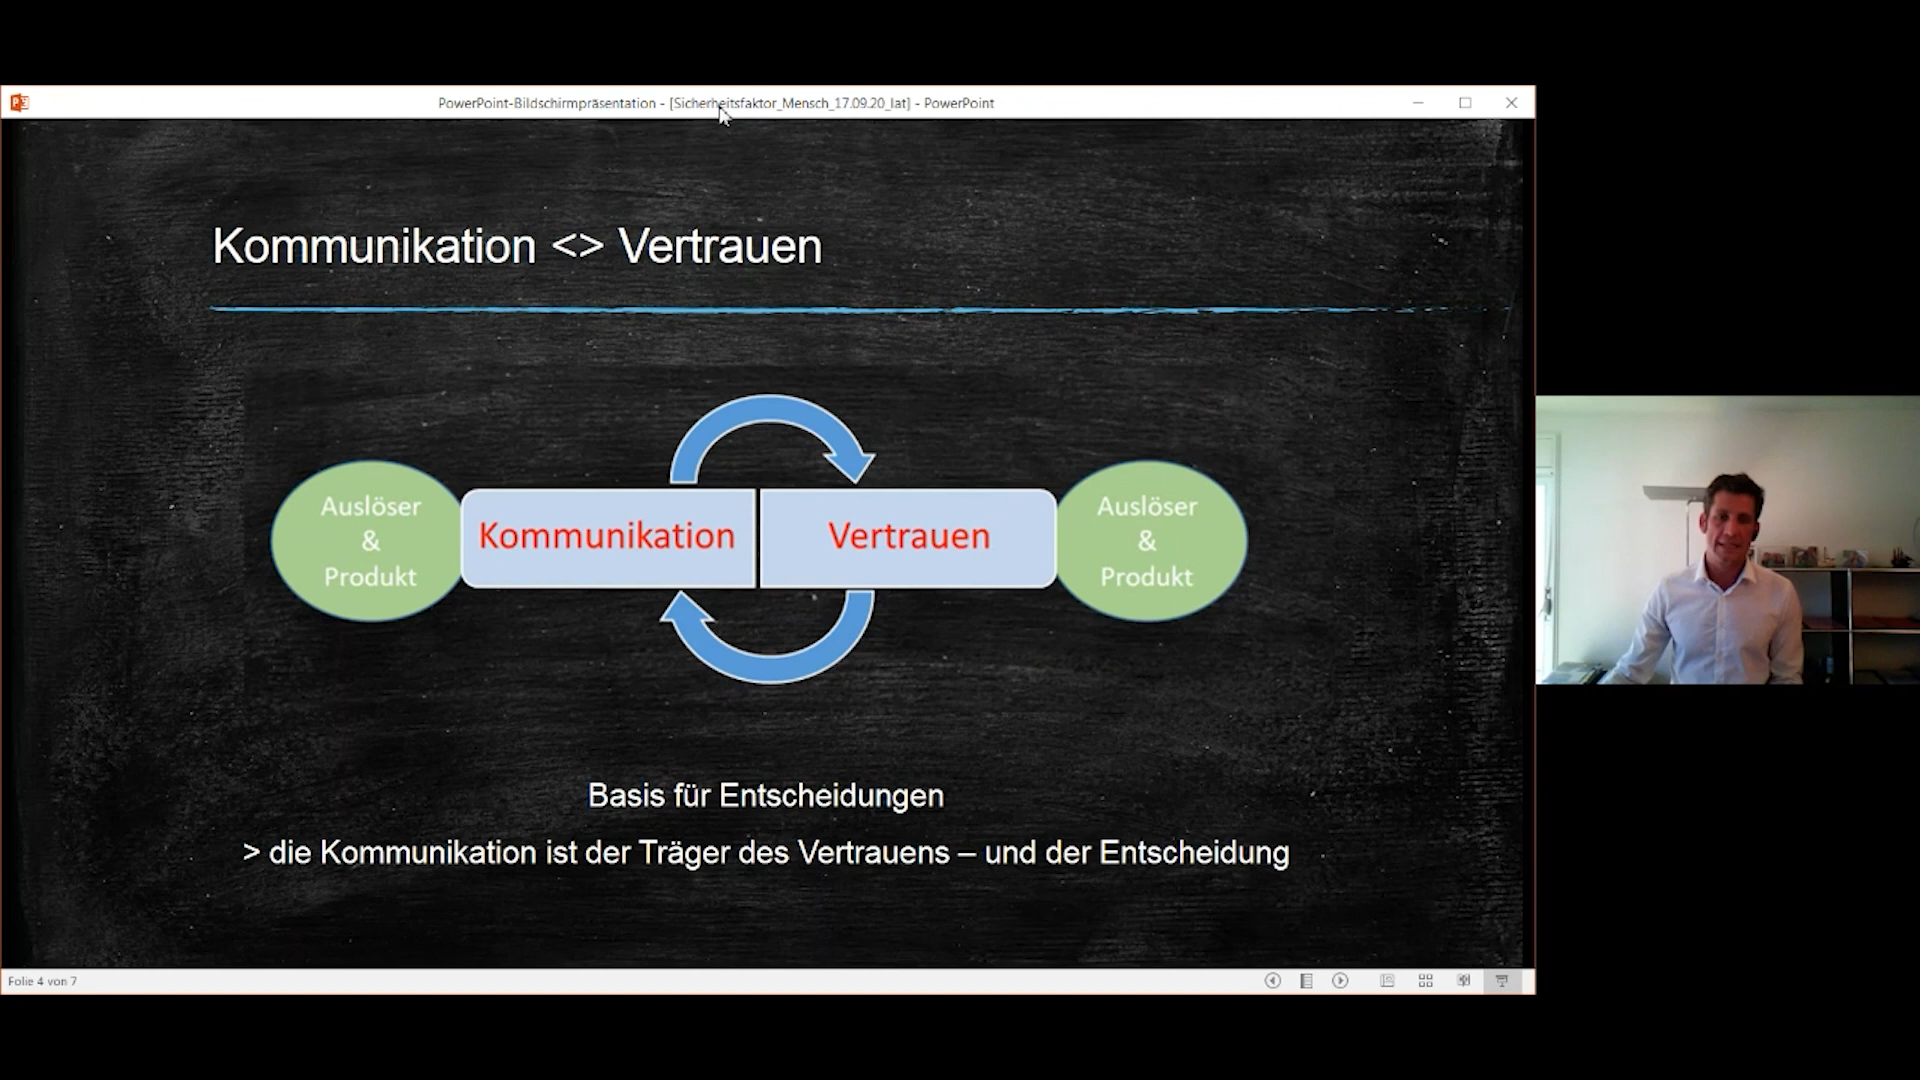 PowerPoint-Bildschirmpräsentation - [Sicherheitsfaktor_Mensch_17.09.20_lat] - PowerPoint
Kommunikation <> Vertrauen
Auslöser
&
Produkt
Kommunikation
Vertrauen
Auslöser
&
Produkt
Basis für Entscheidungen
> die Kommunikation ist der Träger des Vertrauens – und der Entscheidung
Folie 4 von 7